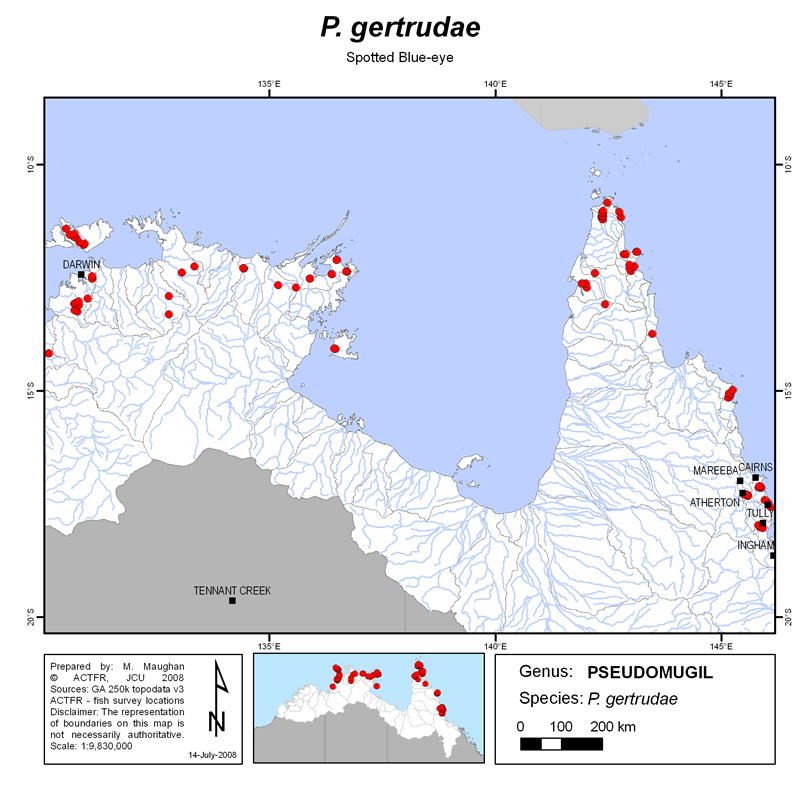 P. gertrudae
Spotted Blue-eye
135°E 140°E 145°E
10°S 10°S
DARWIN
15°S 15°S
MAREEBA CAIRNS
ATHERTON
TULLY
INGHAM
TENNANT CREEK
20°S 20°S
135°E 140°E 145°E
Prepared by: M. Maughan
© ACTFR, JCU 2008
Sources: GA 250k topodata v3
ACTFR - fish survey locations
Disclaimer: The representation
of boundaries on this map is
not necessarily authoritative.
Scale: 1:9,830,000
N
14-July-2008
Genus: PSEUDOMUGIL
Species: P. gertrudae
0 100 200 km